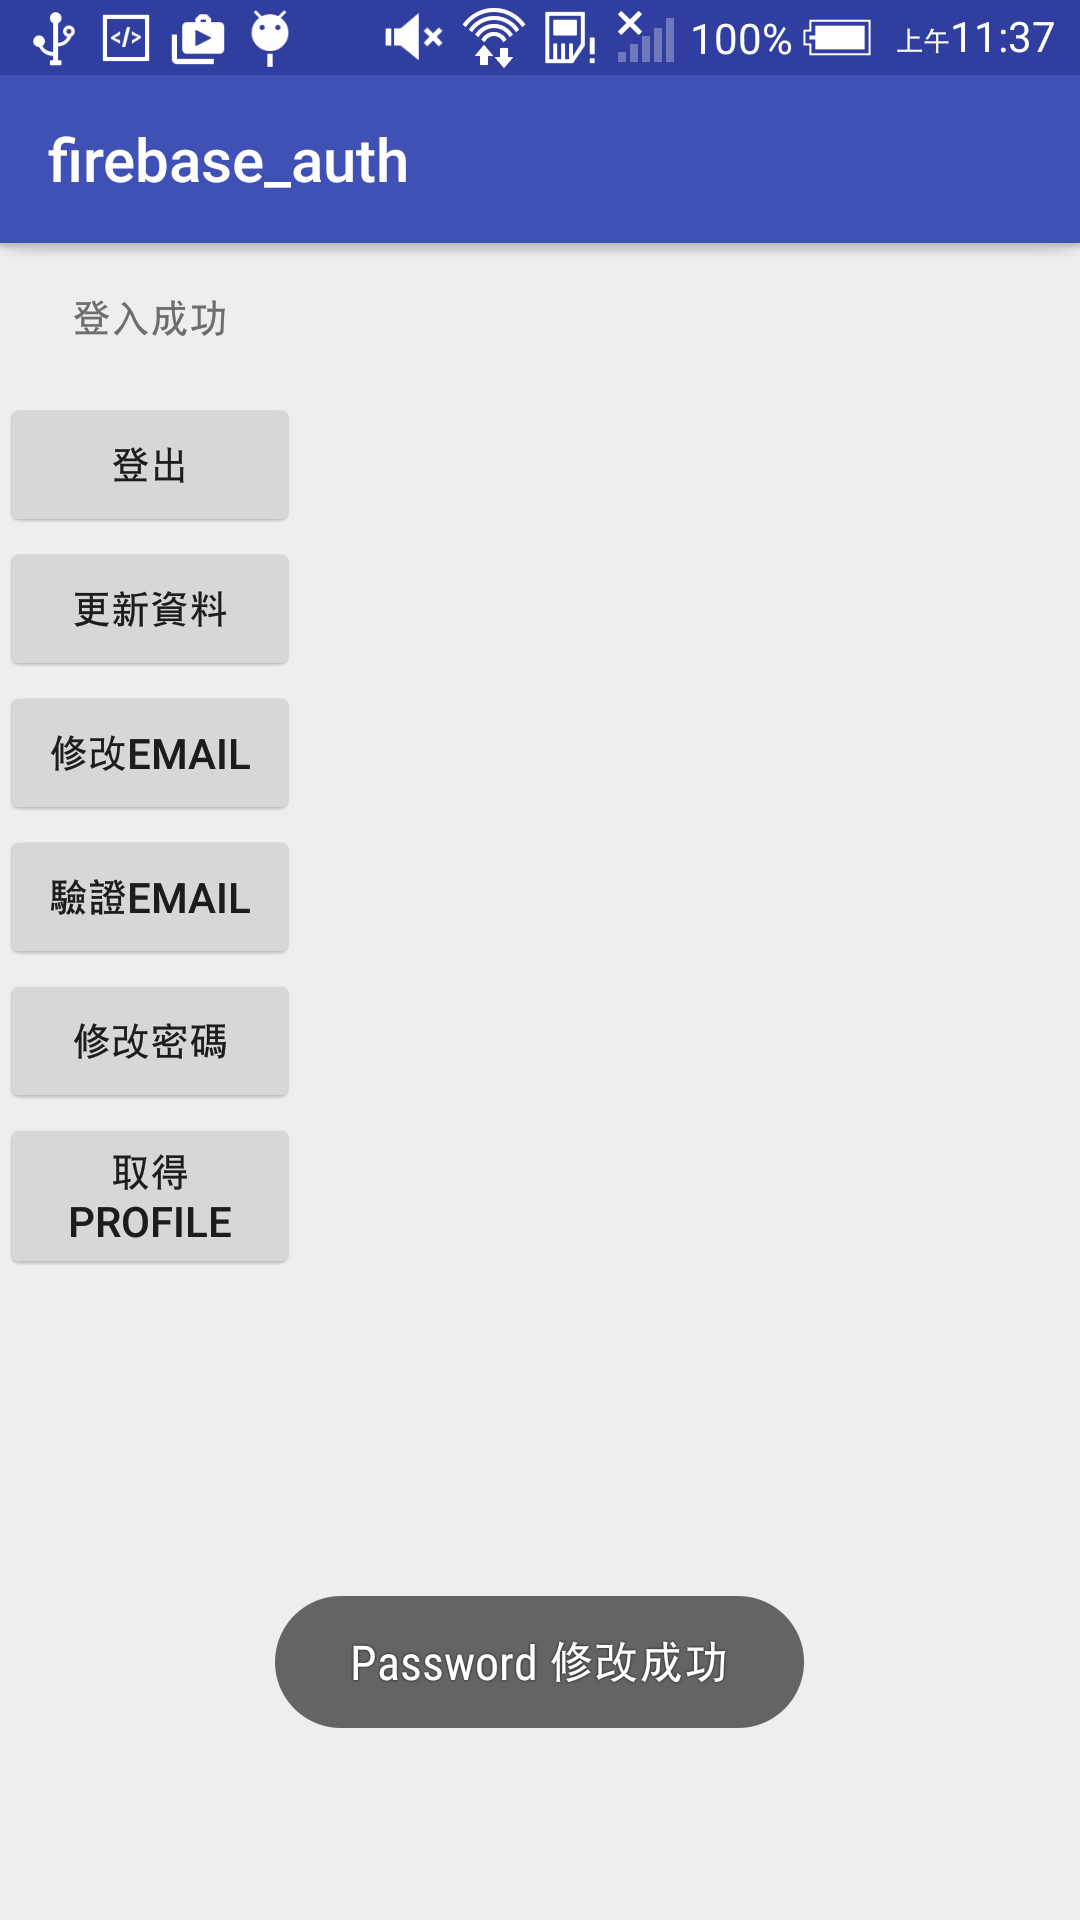 100% 上午11:37
firebase_auth
登入成功
登出
更新資料
修改EMAIL
驗證EMAIL
修改密碼
取得
PROFILE
Password 修改成功